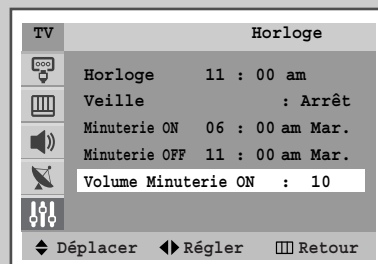 TV Horloge
Horloge 11 : 00 am
Veille : Arrêt
Minuterie ON 06 : 00 am Mar.
Minuterie OFF 11 : 00 am Mar.
Volume Minuterie ON : 10
Déplacer Régler Retour